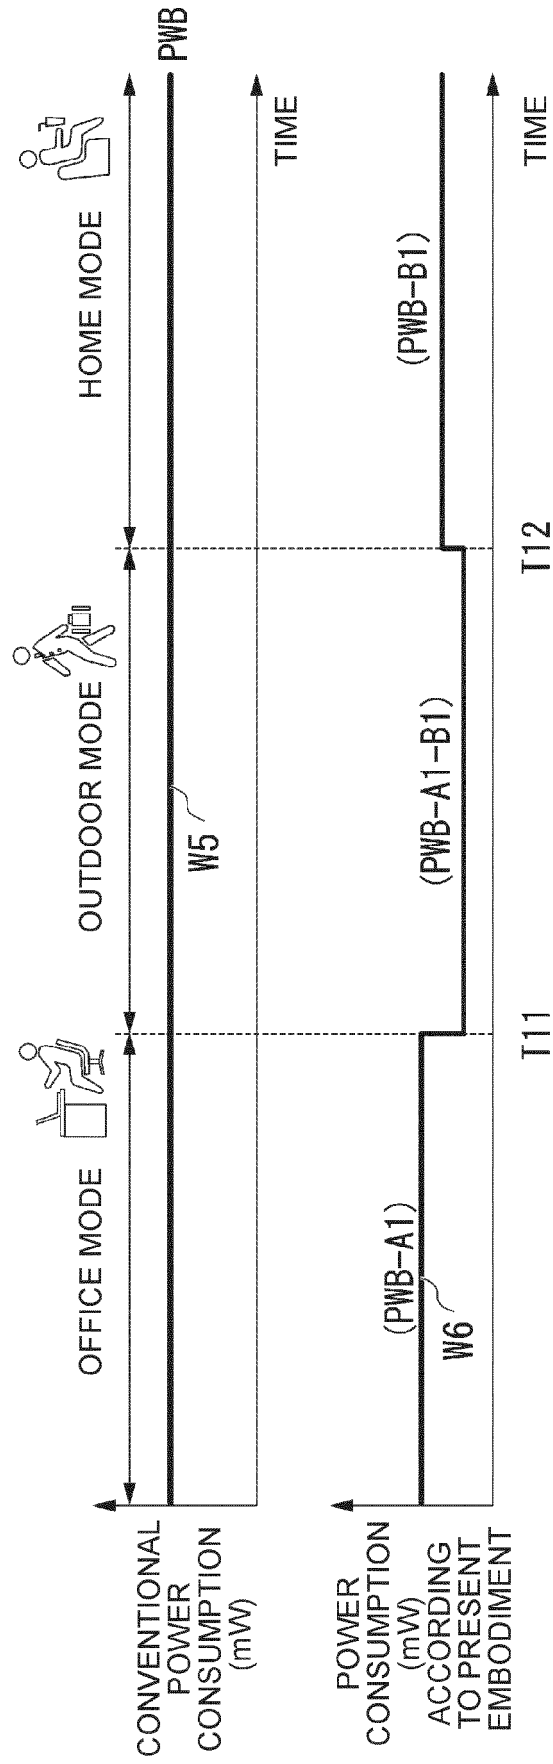 OFFICE MODE
OUTDOOR MODE
HOME MODE
CONVENTIONAL
POWER
CONSUMPTION
(mW)
PWB
W5
TIME
POWER
CONSUMPTION
(mW)
ACCORDING
TO PRESENT
EMBODIMENT
(PWB-A1)
W6
(PWB-A1-B1)
(PWB-B1)
TIME
T11
T12